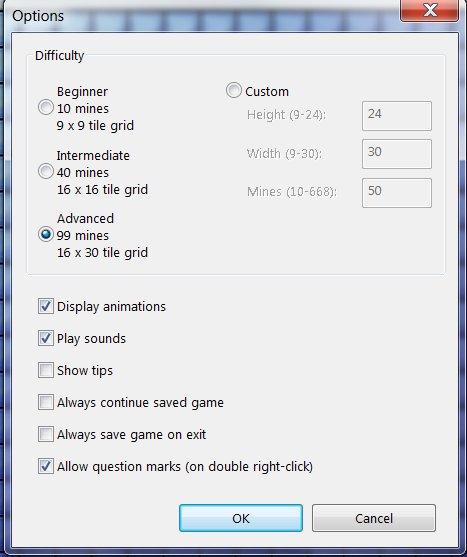 Options
Difficulty
Beginner
10 mines
9 x 9 tile grid
Intermediate
40 mines
16 x 16 tile grid
Advanced
99 mines
16 x 30 tile grid
Custom
Height (9-24): 24
Width (9-30): 30
Mines (10-668): 50
Display animations
Play sounds
Show tips
Always continue saved game
Always save game on exit
Allow question marks (on double right-click)
OK Cancel